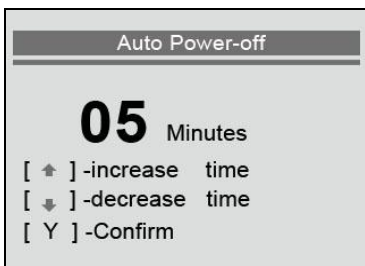 Auto Power-off
05 Minutes
[ ↑ ] -increase time
[ ↓ ] -decrease time
[ Y ] -Confirm